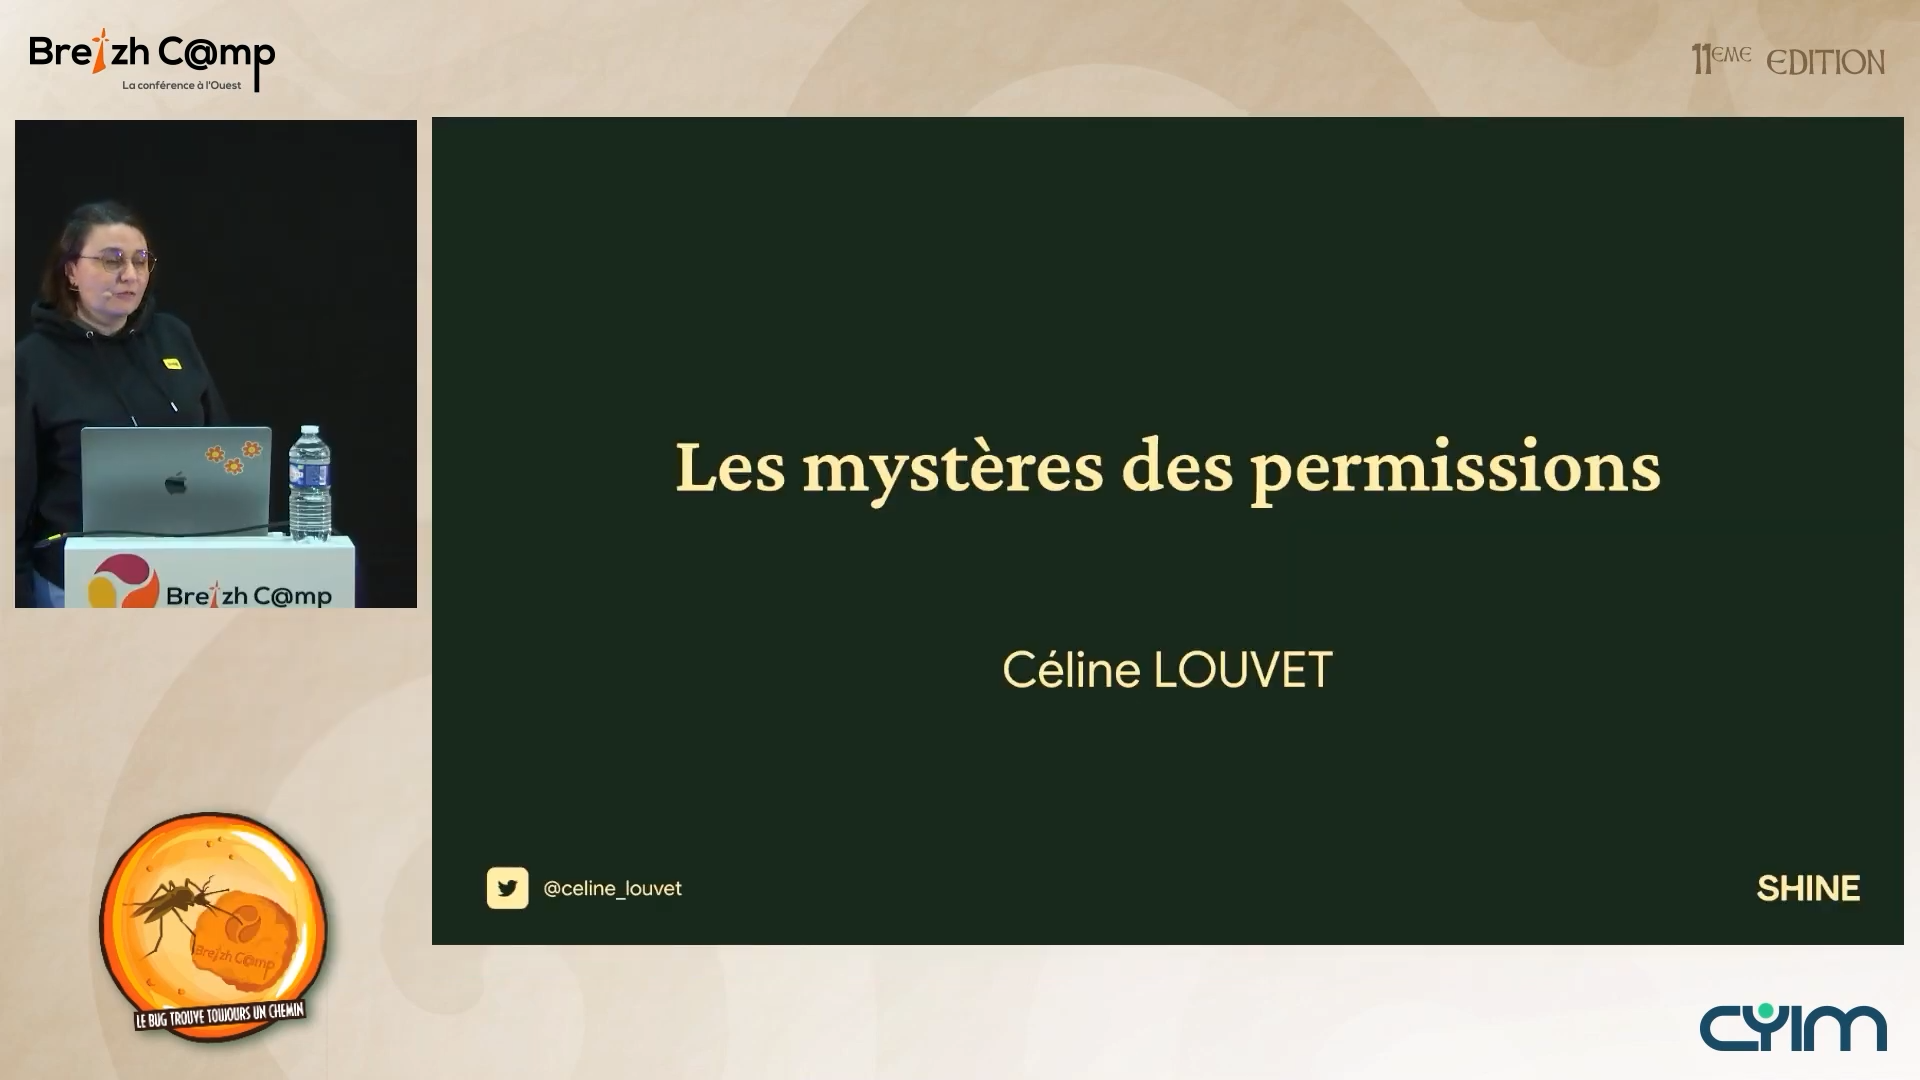 Breizh C@mp
La conférence à l'Ouest
11EME EDITION
Les mystères des permissions
Céline LOUVET
@celine_louvet
SHINE
Breizh C@mp
Breizh C@mp
LE BUG TROUVE TOUJOURS UN CHEMIN
CYIM